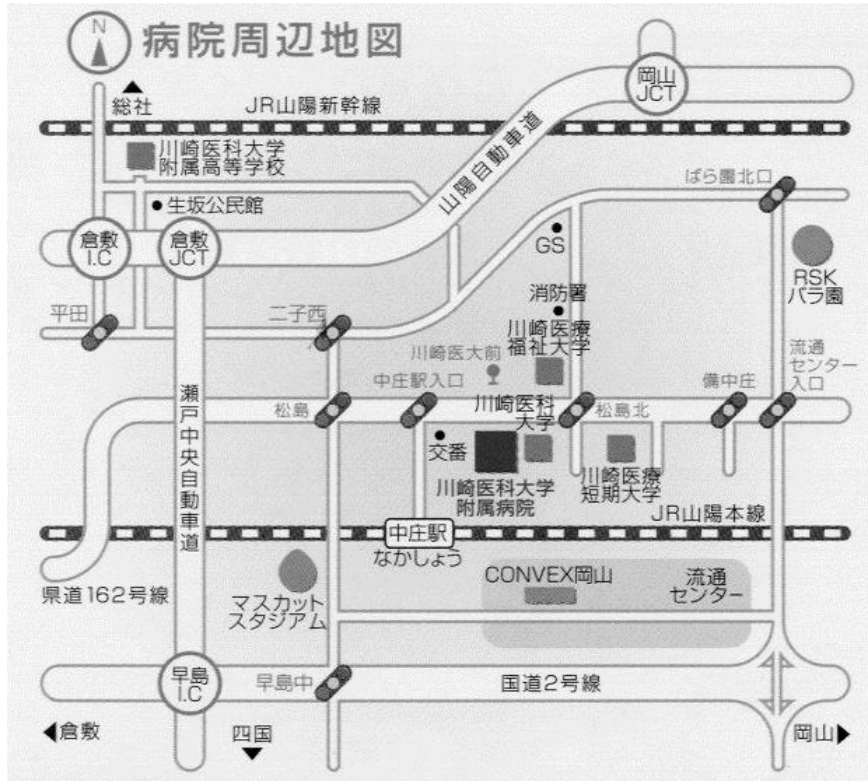 N
病院周辺地図
岡山
JCT
総社
JR山陽新幹線
川崎医科大学
附属高等学校
山陽自動車道
ばら園北口
生坂公民館
倉敷
I.C
倉敷
JCT
GS
RSK
バラ園
平田
二子西
消防署
川崎医療
福祉大学
川崎医大前
流通
センター
入口
瀬戸中央自動車道
中庄駅入口
備中庄
松島
川崎医科
大学
松島北
交番
川崎医科大学
附属病院
川崎医療
短期大学
JR山陽本線
中庄駅
なかしょう
県道162号線
マスカット
スタジアム
CONVEX岡山
流通
センター
早島
I.C
早島中
国道2号線
倉敷
四国
岡山